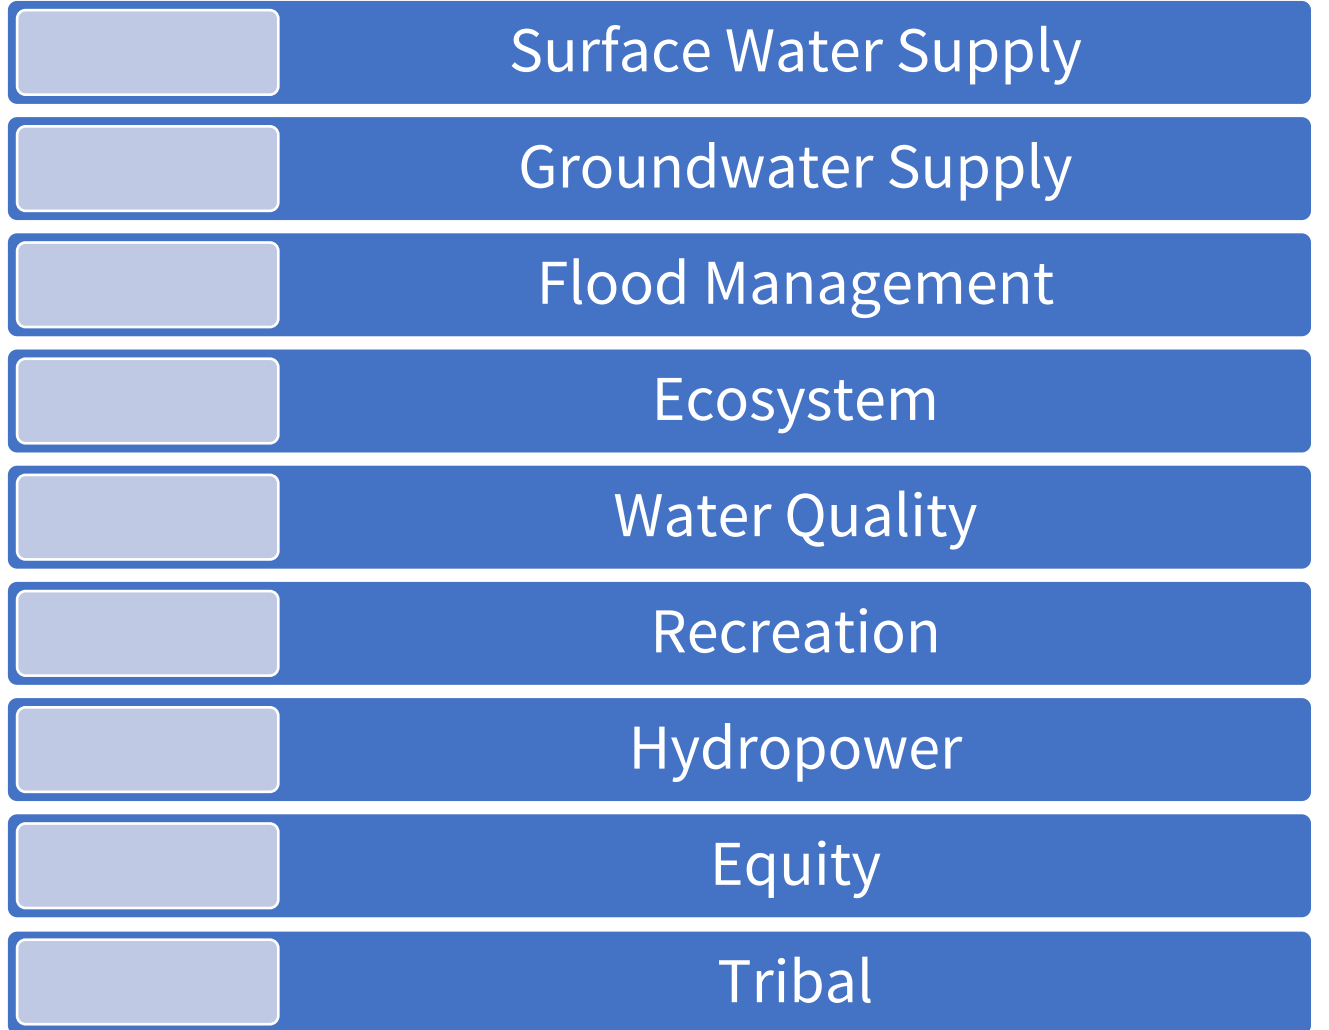 Surface Water Supply
Groundwater Supply
Flood Management
Ecosystem
Water Quality
Recreation
Hydropower
Equity
Tribal